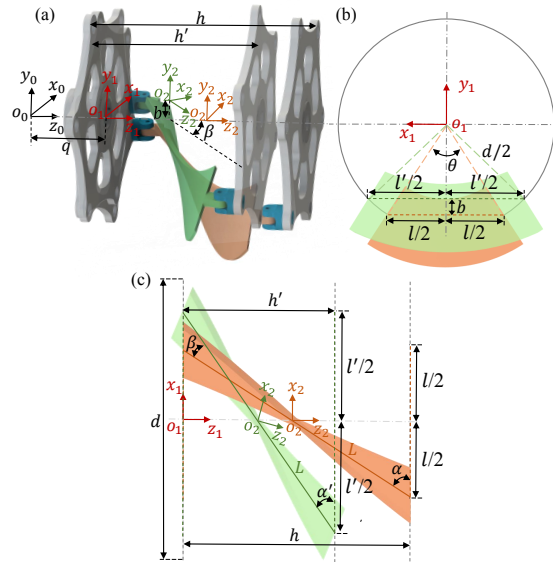 (a)
h
h′
y₀
x₀
o₀
z₀
q
y₁
x₁
o₁
z₁
y₂
x₂
o₂
z₂
b
y₂
x₂
o₂
z₂
β
(b)
y₁
x₁
o₁
θ
d/2
l′/2
l′/2
b
l/2
l/2
(c)
h′
β
l′/2
l/2
x₁
x₂
x₂
d
o₁
z₁
o₂
z₂
o₂
z₂
L
L
α
l/2
α′
l′/2
h